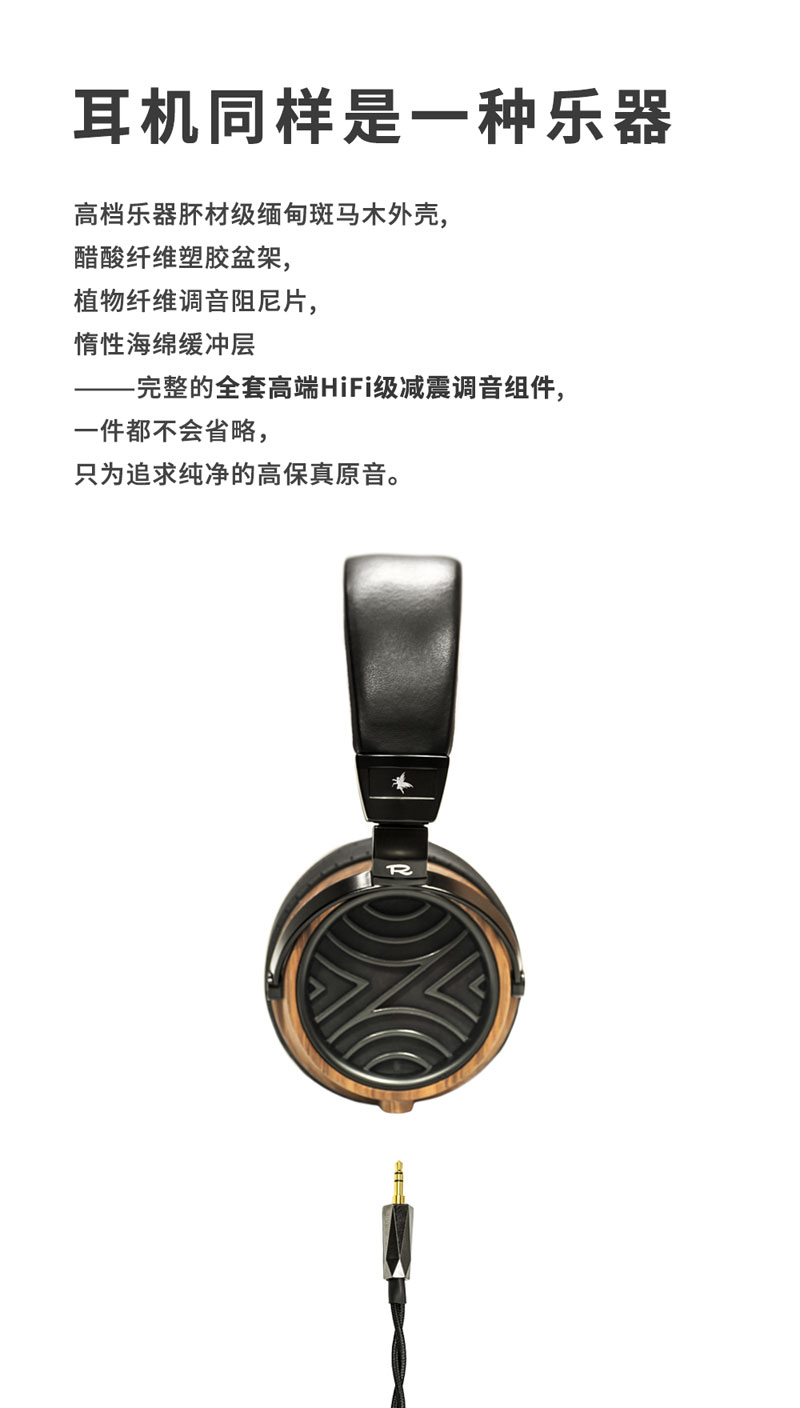 耳机同样是一种乐器
高档乐器肧材级缅甸斑马木外壳,
醋酸纤维塑胶盆架,
植物纤维调音阻尼片,
惰性海绵缓冲层
———完整的全套高端HiFi级减震调音组件,
一件都不会省略，
只为追求纯净的高保真原音。
R